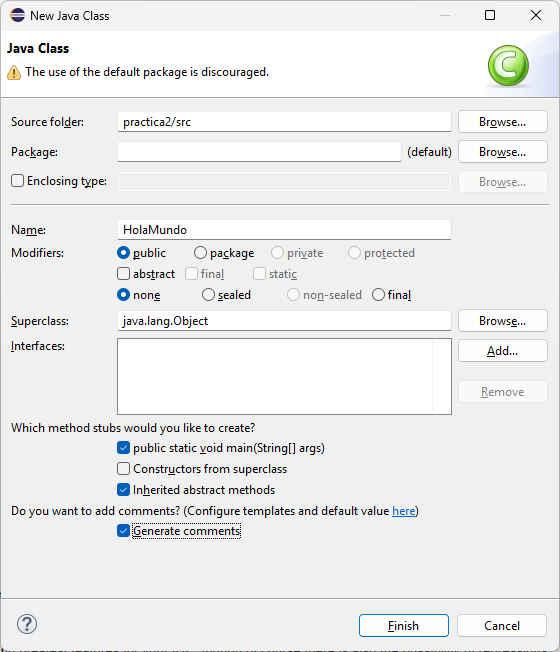 New Java Class
Java Class
The use of the default package is discouraged.
Source folder: practica2/src Browse...
Package: (default) Browse...
Enclosing type: Browse...
Name: HolaMundo
Modifiers: public package private protected
abstract final static
none sealed non-sealed final
Superclass: java.lang.Object Browse...
Interfaces: Add...
Remove
Which method stubs would you like to create?
public static void main(String[] args)
Constructors from superclass
Inherited abstract methods
Do you want to add comments? (Configure templates and default value here)
Generate comments
Finish Cancel